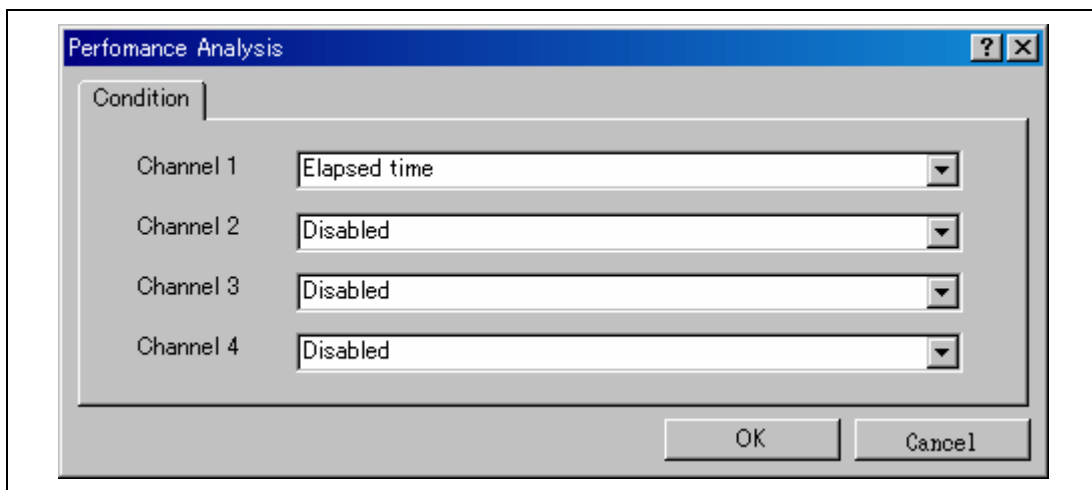 Perfomance Analysis
Condition
Channel 1 Elapsed time
Channel 2 Disabled
Channel 3 Disabled
Channel 4 Disabled
OK Cancel